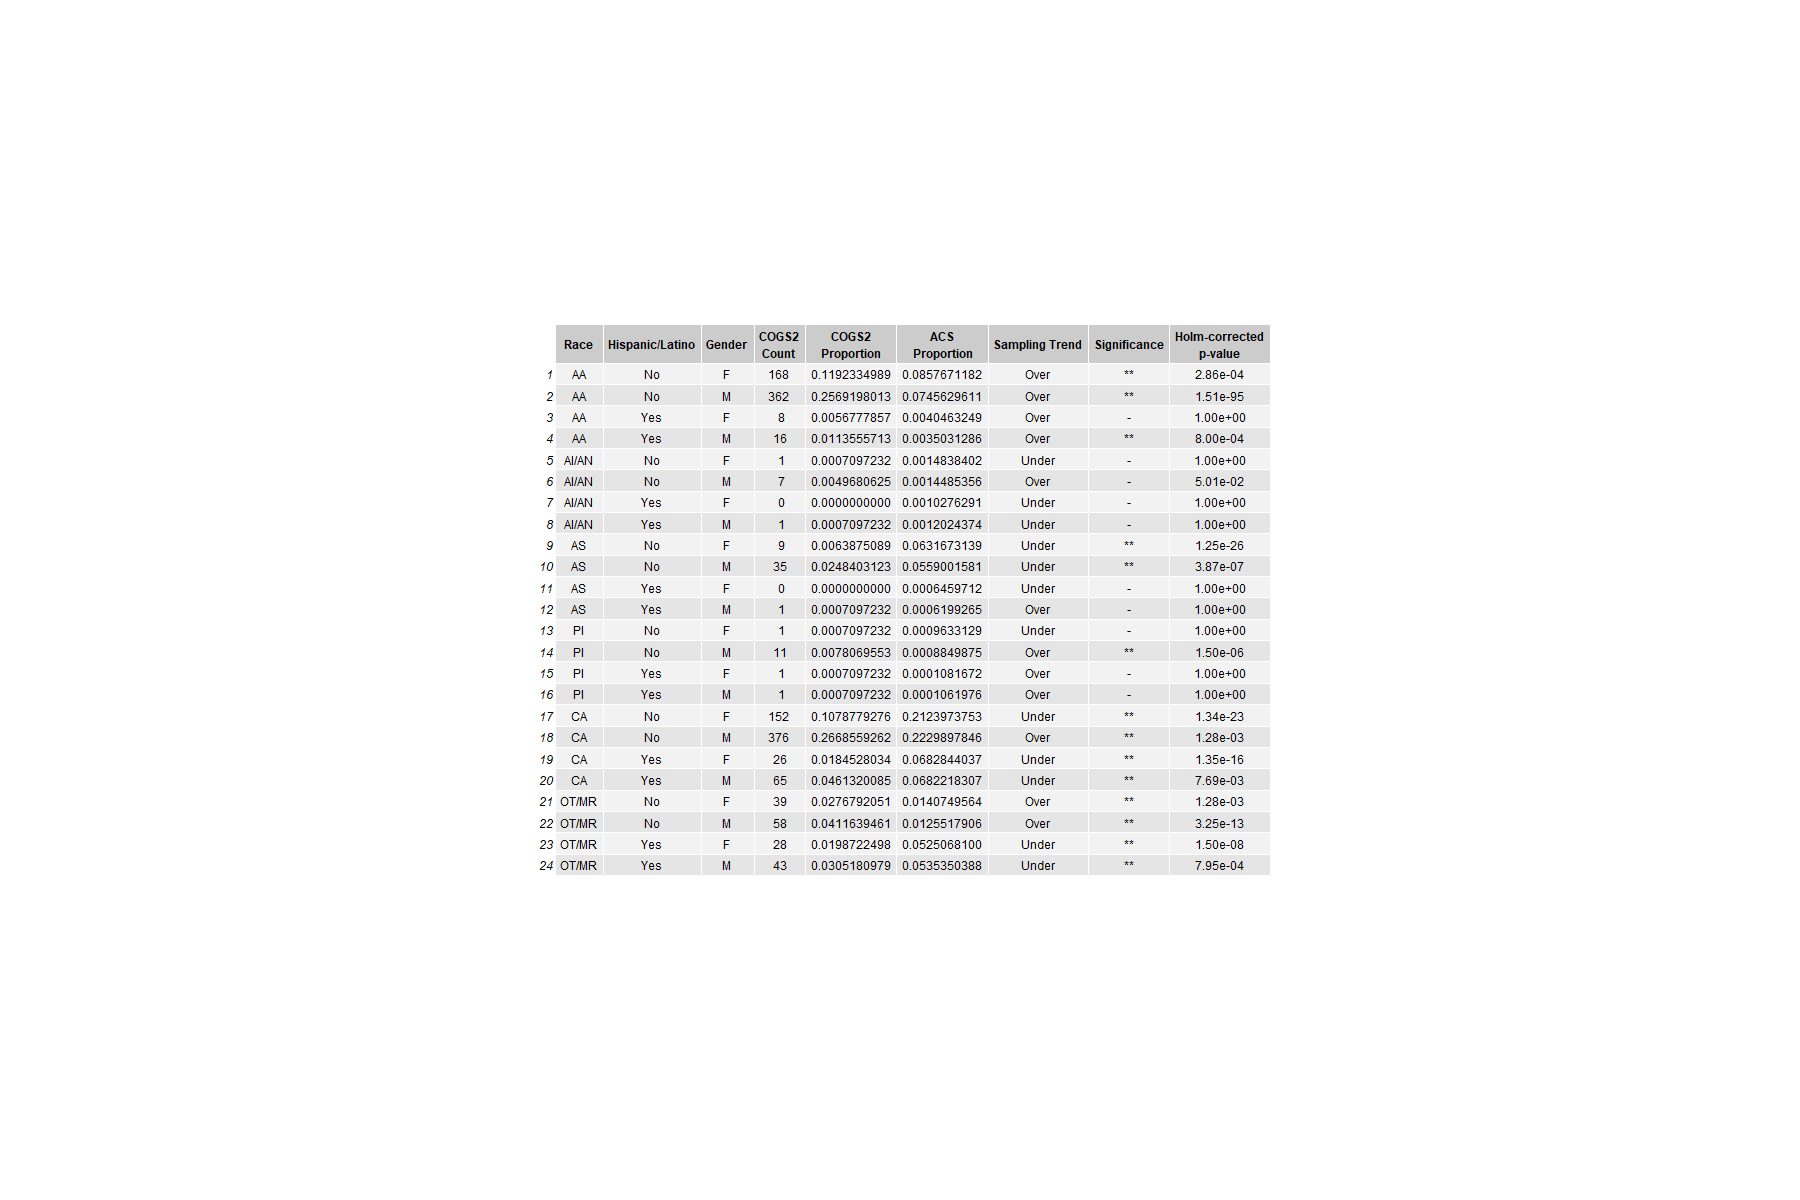 Race Hispanic/Latino Gender COGS2 Count COGS2 Proportion ACS Proportion Sampling Trend Significance Holm-corrected p-value
1 AA No F 168 0.1192334989 0.0857671182 Over ** 2.86e-04
2 AA No M 362 0.2569198013 0.0745629611 Over ** 1.51e-95
3 AA Yes F 8 0.0056777857 0.0040463249 Over - 1.00e+00
4 AA Yes M 16 0.0113555713 0.0035031286 Over ** 8.00e-04
5 AI/AN No F 1 0.0007097232 0.0014838402 Under - 1.00e+00
6 AI/AN No M 7 0.0049680625 0.0014485356 Over - 5.01e-02
7 AI/AN Yes F 0 0.0000000000 0.0010276291 Under - 1.00e+00
8 AI/AN Yes M 1 0.0007097232 0.0012024374 Under - 1.00e+00
9 AS No F 9 0.0063875089 0.0631673139 Under ** 1.25e-26
10 AS No M 35 0.0248403123 0.0559001581 Under ** 3.87e-07
11 AS Yes F 0 0.0000000000 0.0006459712 Under - 1.00e+00
12 AS Yes M 1 0.0007097232 0.0006199265 Over - 1.00e+00
13 PI No F 1 0.0007097232 0.0009633129 Under - 1.00e+00
14 PI No M 11 0.0078069553 0.0008849875 Over ** 1.50e-06
15 PI Yes F 1 0.0007097232 0.0001081672 Over - 1.00e+00
16 PI Yes M 1 0.0007097232 0.0001061976 Over - 1.00e+00
17 CA No F 152 0.1078779276 0.2123973753 Under ** 1.34e-23
18 CA No M 376 0.2668559262 0.2229897846 Over ** 1.28e-03
19 CA Yes F 26 0.0184528034 0.0682844037 Under ** 1.35e-16
20 CA Yes M 65 0.0461320085 0.0682218307 Under ** 7.69e-03
21 OT/MR No F 39 0.0276792051 0.0140749564 Over ** 1.28e-03
22 OT/MR No M 58 0.0411639461 0.0125517906 Over ** 3.25e-13
23 OT/MR Yes F 28 0.0198722498 0.0525068100 Under ** 1.50e-08
24 OT/MR Yes M 43 0.0305180979 0.0535350388 Under ** 7.95e-04